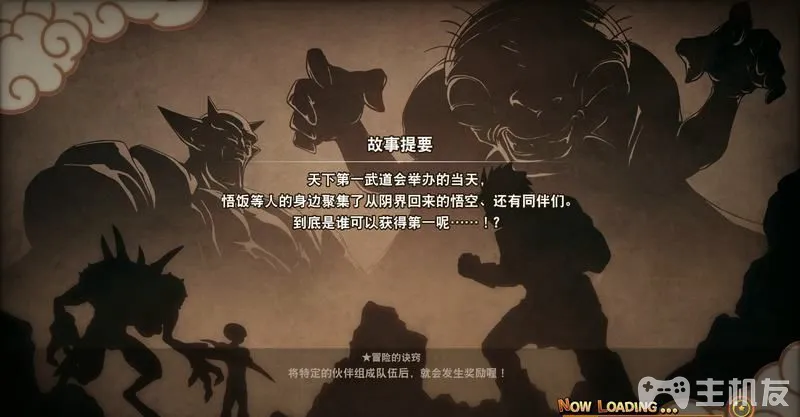 故事提要
天下第一武道会举办的当天，
悟饭等人的身边聚集了从阴界回来的悟空、还有同伴们。
到底是谁可以获得第一呢……！？
★冒险的诀窍
将特定的伙伴组成队伍后，就会发生奖励喔！
NOW LOADING ...
主机友